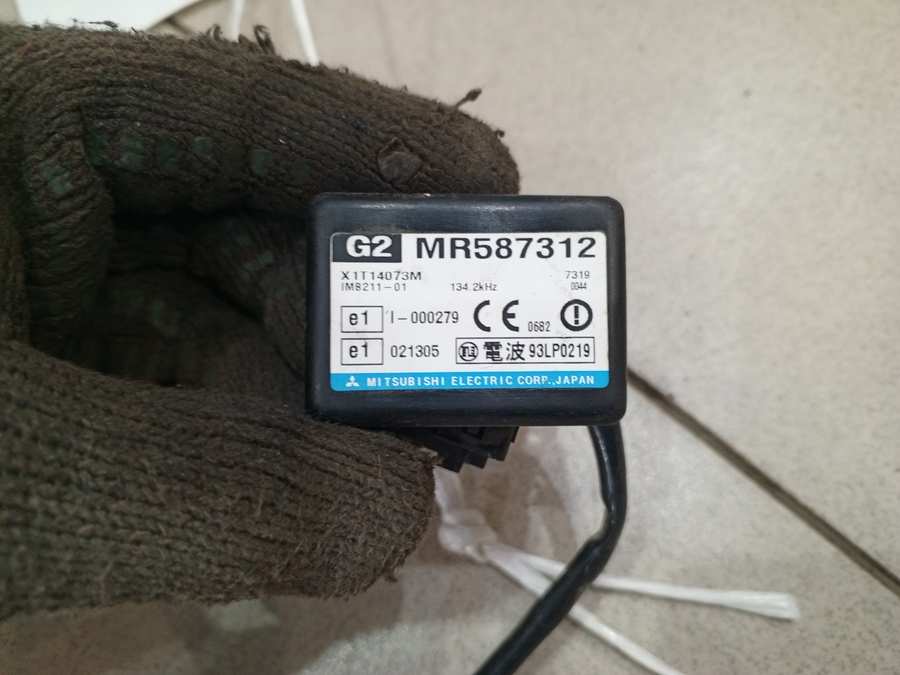 G2 MR587312
X1T14073M 7319
IMB211-01 134.2kHz 0044
e1 I-000279 CE 0682
e1 021305 電波 93LP0219
MITSUBISHI ELECTRIC CORP., JAPAN